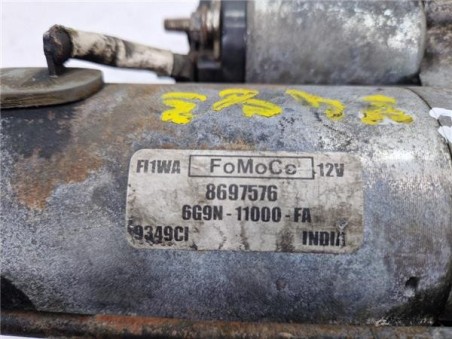 FI1WA FoMoCo 12V
8697576
6G9N-11000-FA
9349CI INDIA